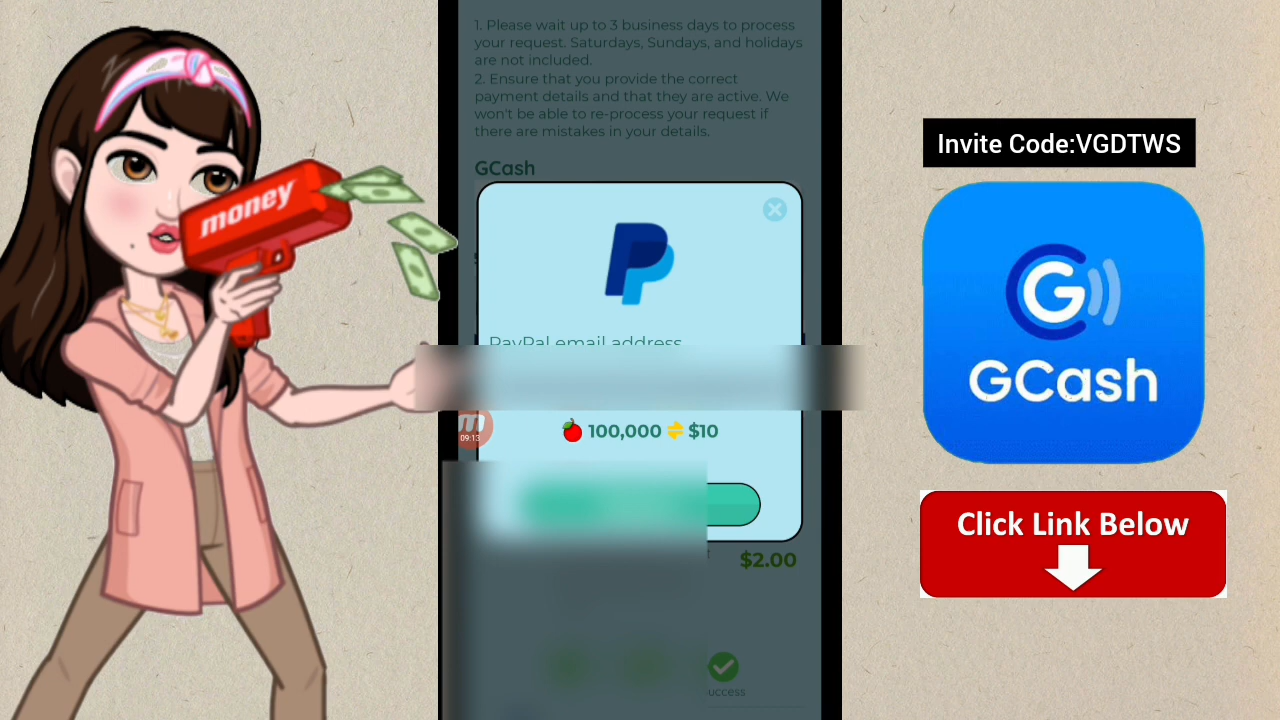 1. Please wait up to 3 business days to process
your request. Saturdays, Sundays, and holidays
are not included.
2. Ensure that you provide the correct
payment details and that they are active. We
won't be able to re-process your request if
there are mistakes in your details.
GCash
PayPal email address
100,000 $10
$2.00
09:13
money
Invite Code:VGDTWS
G
GCash
Click Link Below